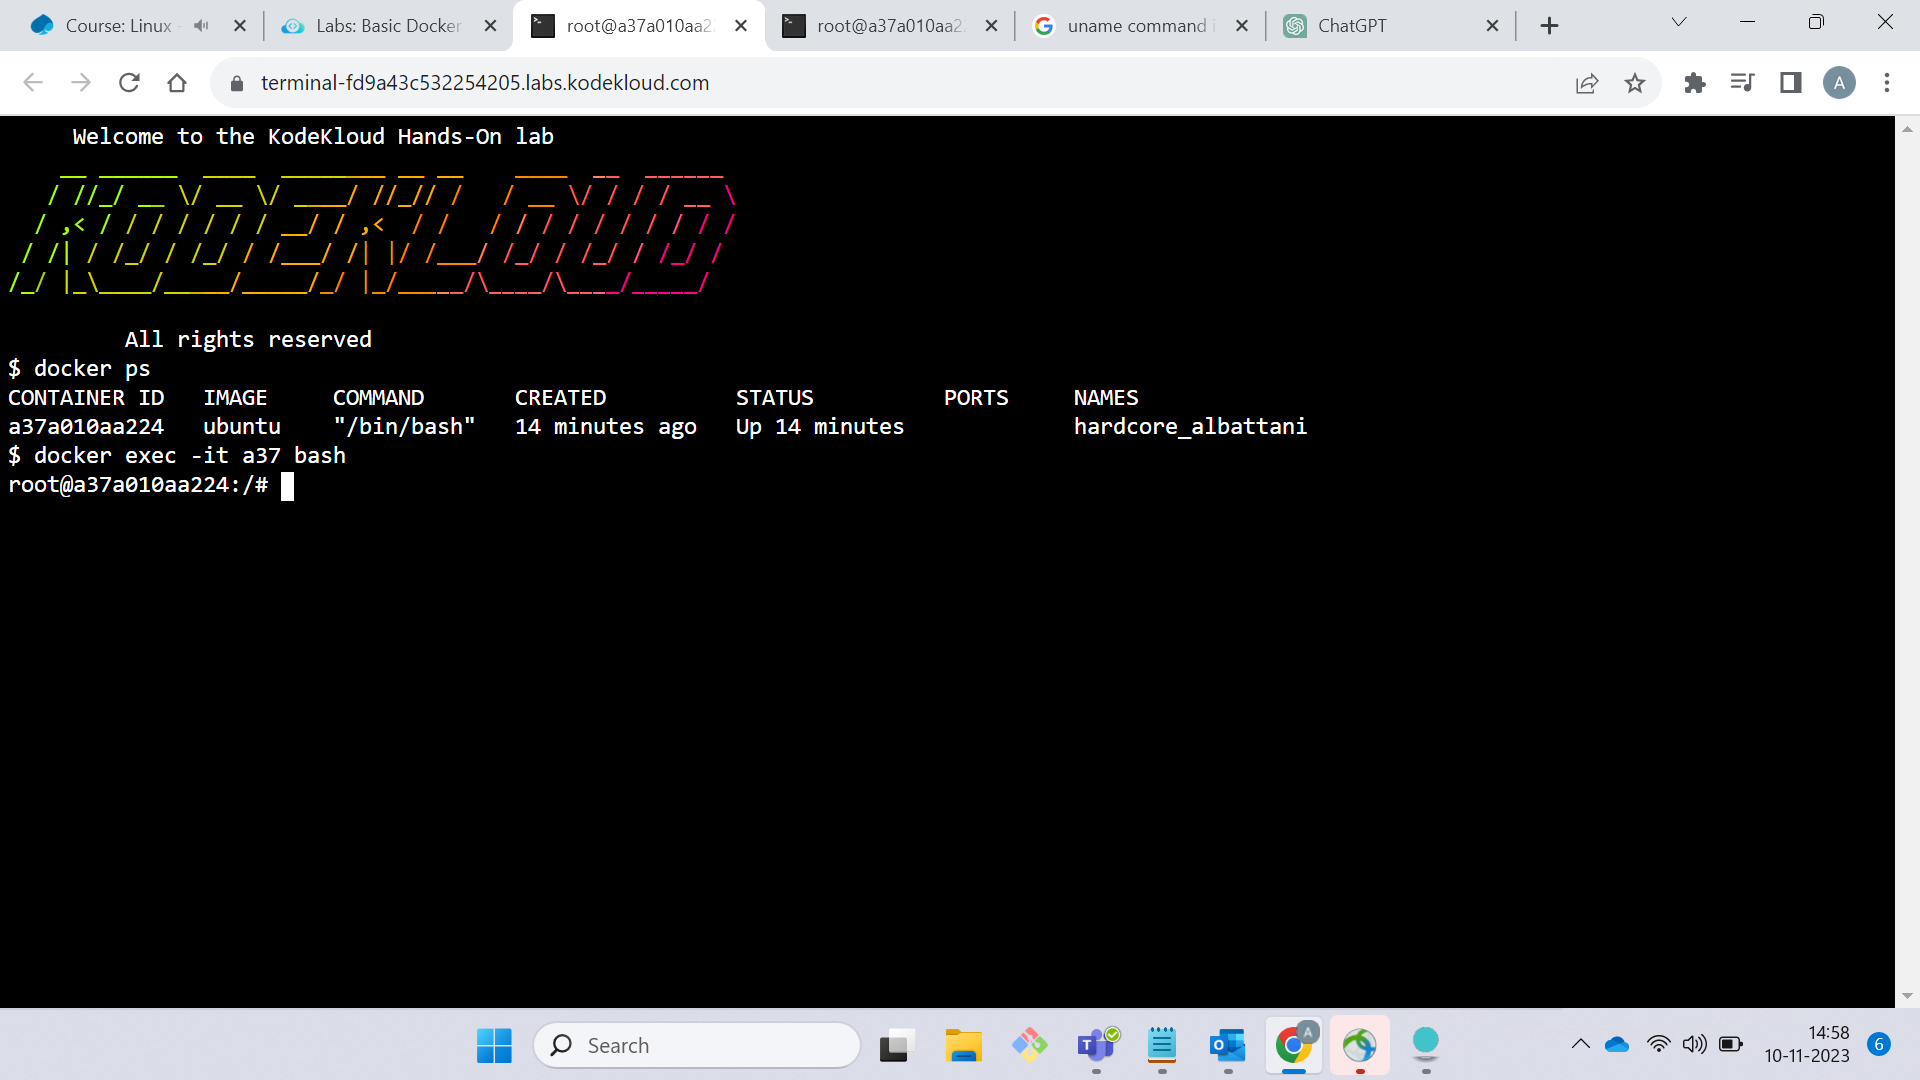 Course: Linux
Labs: Basic Docker
root@a37a010aa22
root@a37a010aa22
uname command i
ChatGPT
terminal-fd9a43c532254205.labs.kodekloud.com
A
Welcome to the KodeKloud Hands-On lab
KODEKLOUD
All rights reserved
$ docker ps
CONTAINER ID IMAGE COMMAND CREATED STATUS PORTS NAMES
a37a010aa224 ubuntu "/bin/bash" 14 minutes ago Up 14 minutes hardcore_albattani
$ docker exec -it a37 bash
root@a37a010aa224:/#
Search
T
O
A
14:58
10-11-2023
6